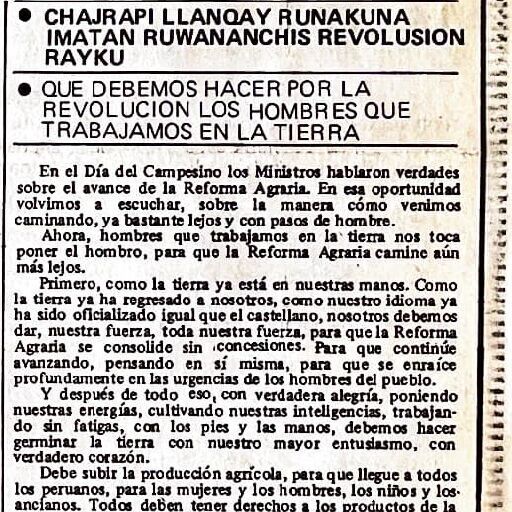 ● CHAJRAPI LLANQAY RUNAKUNA
IMATAN RUWANANCHIS REVOLUSION
RAYKU
● QUE DEBEMOS HACER POR LA
REVOLUCION LOS HOMBRES QUE
TRABAJAMOS EN LA TIERRA
En el Día del Campesino los Ministros hablaron verdades
sobre el avance de la Reforma Agraria. En esa oportunidad
volvimos a escuchar, sobre la manera cómo venimos
caminando, ya bastante lejos y con pasos de hombre.
Ahora, hombres que trabajamos en la tierra nos toca
poner el hombro, para que la Reforma Agraria camine aún
más lejos.
Primero, como la tierra ya está en nuestras manos. Como
la tierra ya ha regresado a nosotros, como nuestro idioma ya
ha sido oficializado igual que el castellano, nosotros debemos
dar, nuestra fuerza, toda nuestra fuerza, para que la Reforma
Agraria se consolide sin concesiones. Para que continúe
avanzando, pensando en sí misma, para que se enraíce
profundamente en las urgencias de los hombres del pueblo.
Y después de todo eso, con verdadera alegría, poniendo
nuestras energías, cultivando nuestras inteligencias, trabajan-
do sin fatigas, con los pies y las manos, debemos hacer
germinar la tierra con nuestro mayor entusiasmo, con
verdadero corazón.
Debe subir la producción agrícola, para que llegue a todos
los peruanos, para las mujeres y los hombres, los niños y los
ancianos. Todos deben tener derechos a los productos de la